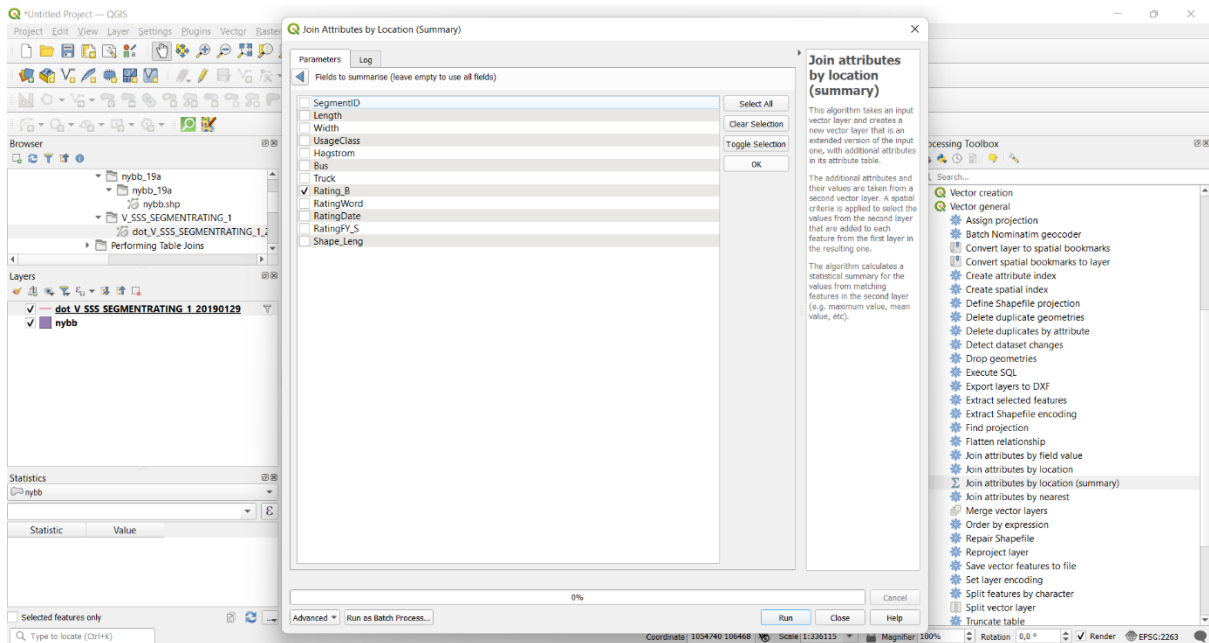 *Untitled Project — QGIS
Project Edit View Layer Settings Plugins Vector Raster
Browser
nybb_19a
nybb_19a
nybb.shp
V_SSS_SEGMENTRATING_1
dot_V_SSS_SEGMENTRATING_1_2
Performing Table Joins
Layers
dot_V_SSS_SEGMENTRATING_1_20190129
nybb
Statistics
nybb
ε
Statistic Value
Selected features only
Type to locate (Ctrl+K)
Join Attributes by Location (Summary)
Parameters Log
Fields to summarise (leave empty to use all fields)
SegmentID
Length
Width
UsageClass
Hagstrom
Bus
Truck
Rating_B
RatingWord
RatingDate
RatingFY_S
Shape_Leng
Select All
Clear Selection
Toggle Selection
OK
Join attributes
by location
(summary)
This algorithm takes an input
vector layer and creates a
new vector layer that is an
extended version of the input
one, with additional attributes
in its attribute table.
The additional attributes and
their values are taken from a
second vector layer. A spatial
criteria is applied to select the
values from the second layer
that are added to each
feature from the first layer in
the resulting one.
The algorithm calculates a
statistical summary for the
values from matching
features in the second layer
(e.g. maximum value, mean
value, etc).
0%
Cancel
Advanced Run as Batch Process...
Run Close Help
cessing Toolbox
Search...
Vector creation
Vector general
Assign projection
Batch Nominatim geocoder
Convert layer to spatial bookmarks
Convert spatial bookmarks to layer
Create attribute index
Create spatial index
Define Shapefile projection
Delete duplicate geometries
Delete duplicates by attribute
Detect dataset changes
Drop geometries
Execute SQL
Export layers to DXF
Extract selected features
Extract Shapefile encoding
Find projection
Flatten relationship
Join attributes by field value
Join attributes by location
Join attributes by location (summary)
Join attributes by nearest
Merge vector layers
Order by expression
Repair Shapefile
Reproject layer
Save vector features to file
Set layer encoding
Split features by character
Split vector layer
Truncate table
Coordinate 1054740 106468 Scale 1:336115 Magnifier 100% Rotation 0,0 ° Render EPSG:2263